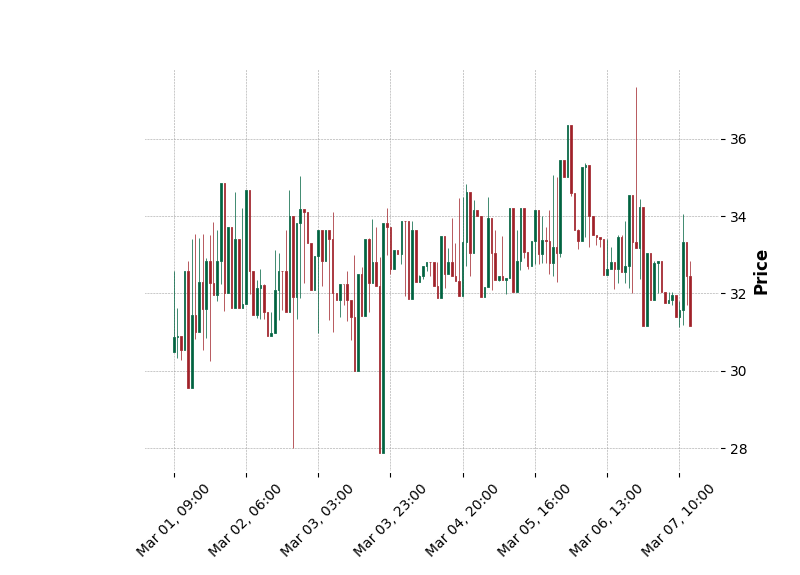 36
34
32
30
28
Price
Mar 01, 09:00
Mar 02, 06:00
Mar 03, 03:00
Mar 03, 23:00
Mar 04, 20:00
Mar 05, 16:00
Mar 06, 13:00
Mar 07, 10:00